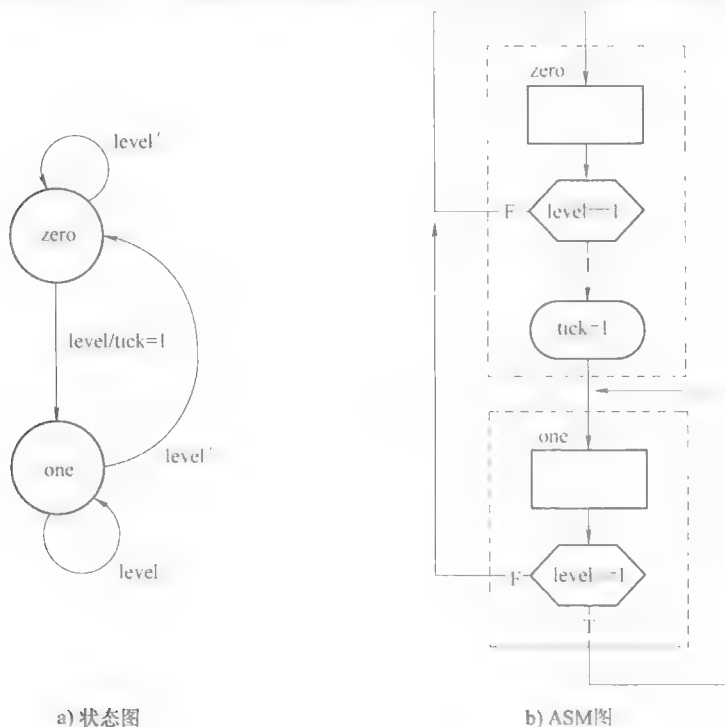 level′
zero
level/tick=1
one
level′
level
a) 状态图
zero
level==1
F
tick=1
one
level==1
F
T
b) ASM图